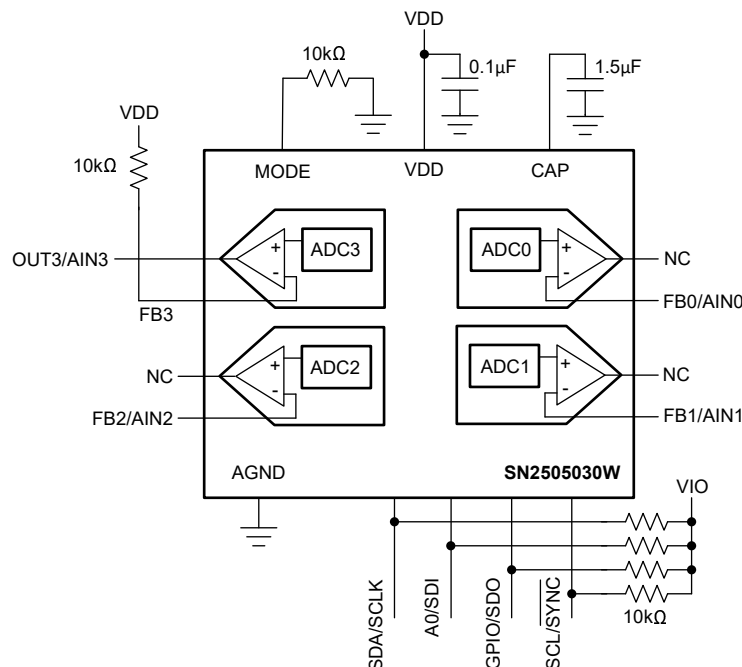 VDD
10kΩ
0.1µF
1.5µF
VDD
10kΩ
MODE
VDD
CAP
OUT3/AIN3
+
-
ADC3
FB3
ADC0
+
-
NC
FB0/AIN0
NC
+
-
ADC2
FB2/AIN2
ADC1
+
-
NC
FB1/AIN1
AGND
SN2505030W
VIO
10kΩ
SDA/SCLK
A0/SDI
GPIO/SDO
SCL/SYNC